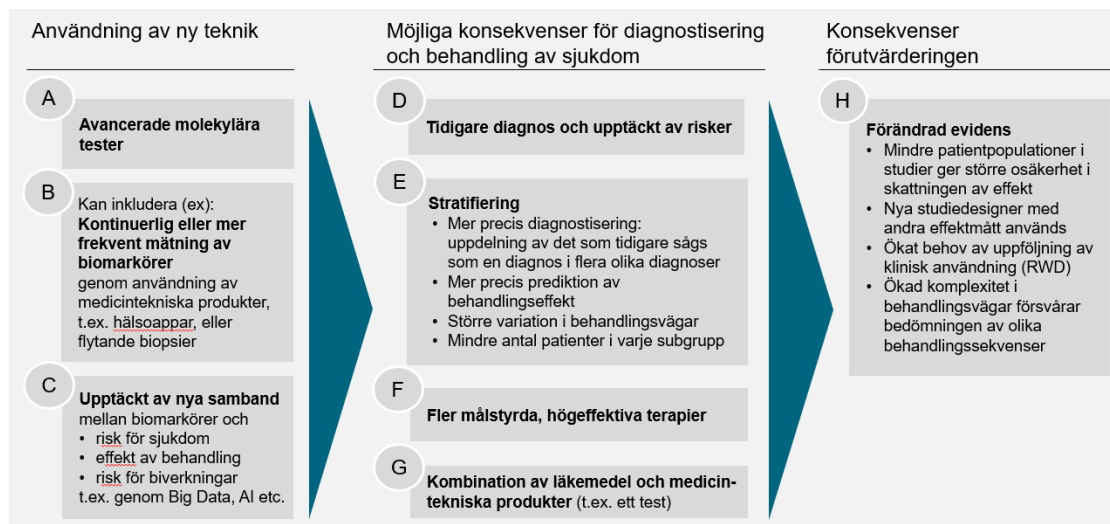 Användning av ny teknik
A
Avancerade molekylära
tester
B
Kan inkludera (ex):
Kontinuerlig eller mer
frekvent mätning av
biomarkörer
genom användning av
medicintekniska produkter,
t.ex. hälsoappar, eller
flytande biopsier
C
Upptäckt av nya samband
mellan biomarkörer och
• risk för sjukdom
• effekt av behandling
• risk för biverkningar
t.ex. genom Big Data, AI etc.
Möjliga konsekvenser för diagnostisering
och behandling av sjukdom
D
Tidigare diagnos och upptäckt av risker
E
Stratifiering
• Mer precis diagnostisering:
uppdelning av det som tidigare sågs
som en diagnos i flera olika diagnoser
• Mer precis prediktion av
behandlingseffekt
• Större variation i behandlingsvägar
• Mindre antal patienter i varje subgrupp
F
Fler målstyrda, högeffektiva terapier
G
Kombination av läkemedel och medicin-
tekniska produkter (t.ex. ett test)
Konsekvenser
förutvärderingen
H
Förändrad evidens
• Mindre patientpopulationer i
studier ger större osäkerhet i
skattningen av effekt
• Nya studiedesigner med
andra effektmått används
• Ökat behov av uppföljning av
klinisk användning (RWD)
• Ökad komplexitet i
behandlingsvägar försvårar
bedömningen av olika
behandlingssekvenser